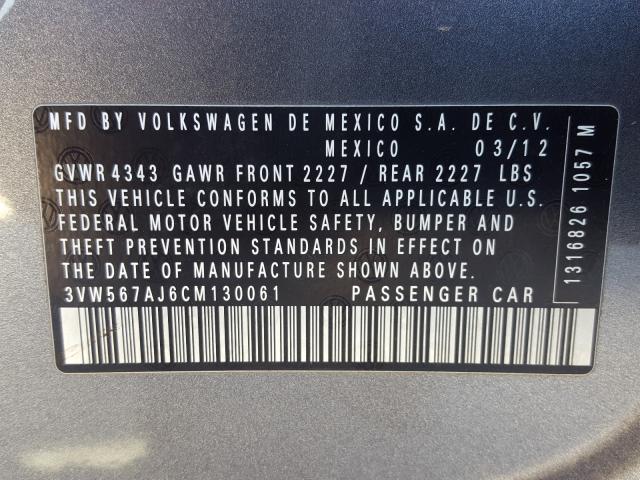 MFD BY VOLKSWAGEN DE MEXICO S.A. DE C.V.
MEXICO 03/12
GVWR 4343 GAWR FRONT 2227 / REAR 2227 LBS
THIS VEHICLE CONFORMS TO ALL APPLICABLE U.S.
FEDERAL MOTOR VEHICLE SAFETY, BUMPER AND
THEFT PREVENTION STANDARDS IN EFFECT ON
THE DATE OF MANUFACTURE SHOWN ABOVE.
3VW567AJ6CM130061 PASSENGER CAR
1316826 1057 M